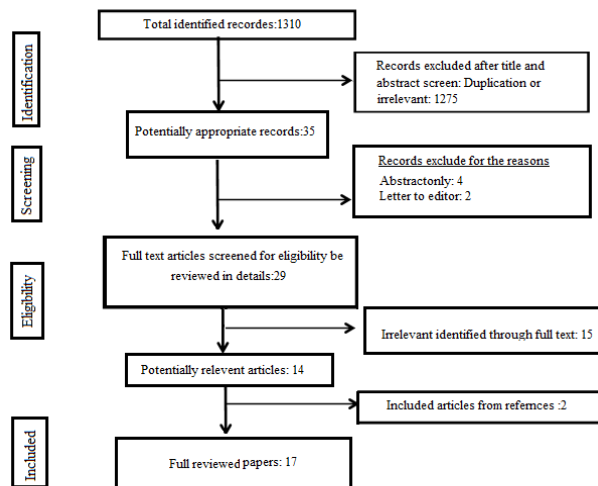 Total identified recordes:1310
Identification
Records excluded after title and
abstract screen: Duplication or
irrelevant: 1275
Potentially appropriate records:35
Screening
Records exclude for the reasons
Abstractonly: 4
Letter to editor: 2
Full text articles screened for eligibility be
reviewed in details:29
Eligibility
Irrelevant identified through full text: 15
Potentially relevant articles: 14
Included articles from refernces :2
Included
Full reviewed papers: 17